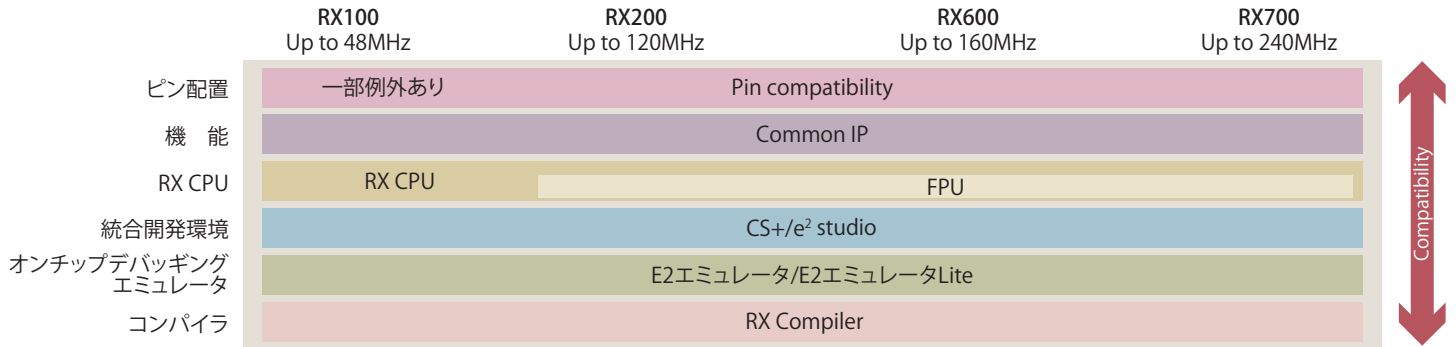 RX100 RX200 RX600 RX700
Up to 48MHz Up to 120MHz Up to 160MHz Up to 240MHz
ピン配置 一部例外あり Pin compatibility
機　能 Common IP
RX CPU RX CPU FPU
統合開発環境 CS+/e² studio
オンチップデバッギング
エミュレータ E2エミュレータ/E2エミュレータLite
コンパイラ RX Compiler
Compatibility